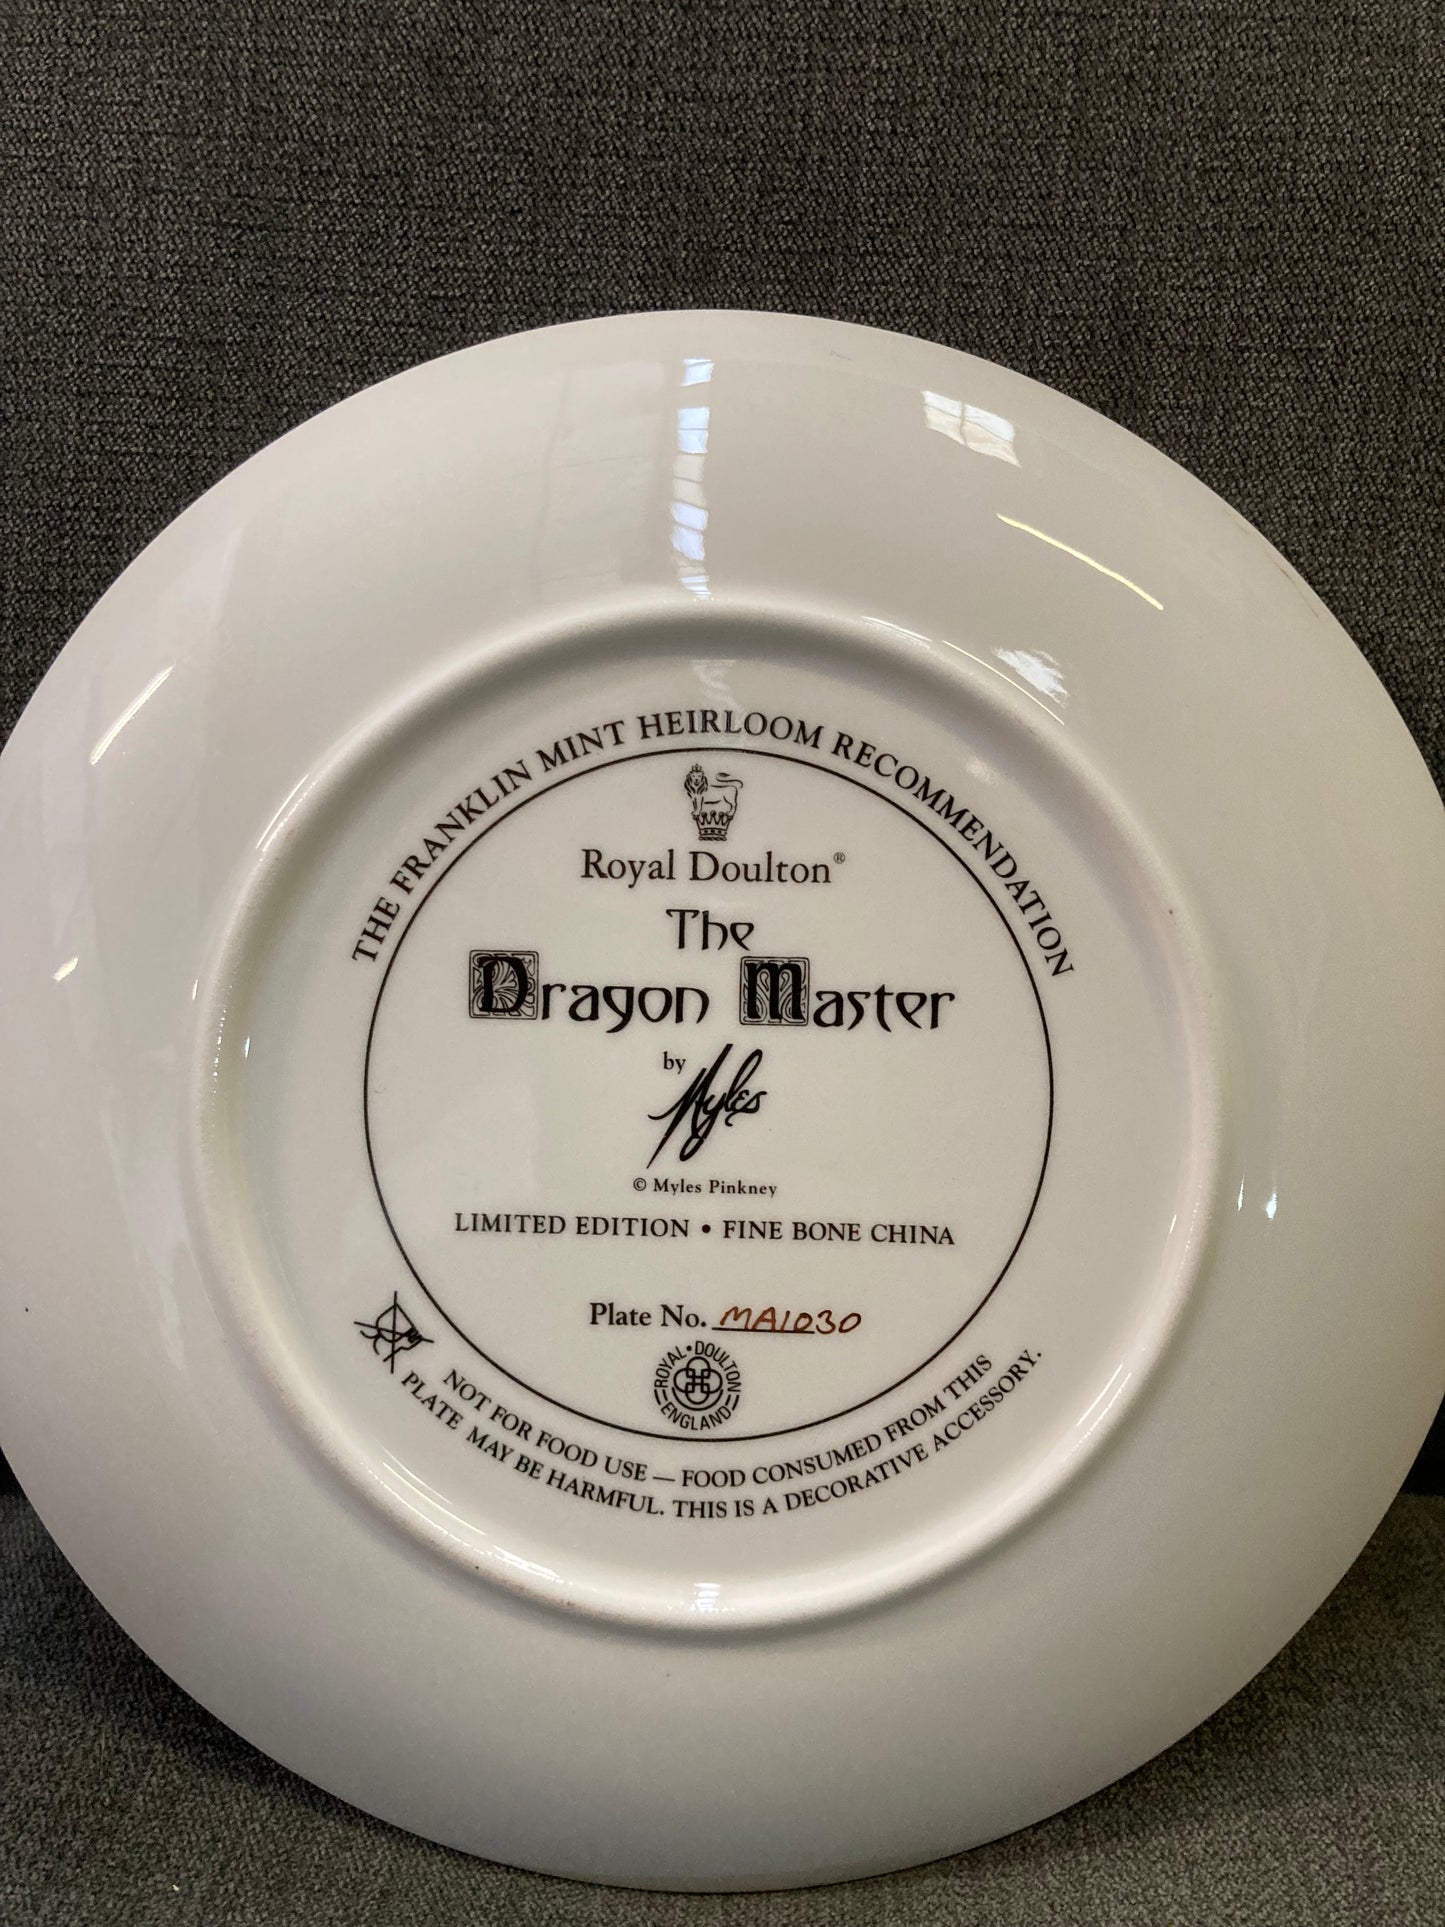 THE FRANKLIN MINT HEIRLOOM RECOMMENDATION
Royal Doulton®
The
Dragon Master
by Myles
© Myles Pinkney
LIMITED EDITION • FINE BONE CHINA
Plate No. MA1030
ROYAL • DOULTON
ENGLAND
NOT FOR FOOD USE — FOOD CONSUMED FROM THIS
PLATE MAY BE HARMFUL. THIS IS A DECORATIVE ACCESSORY.